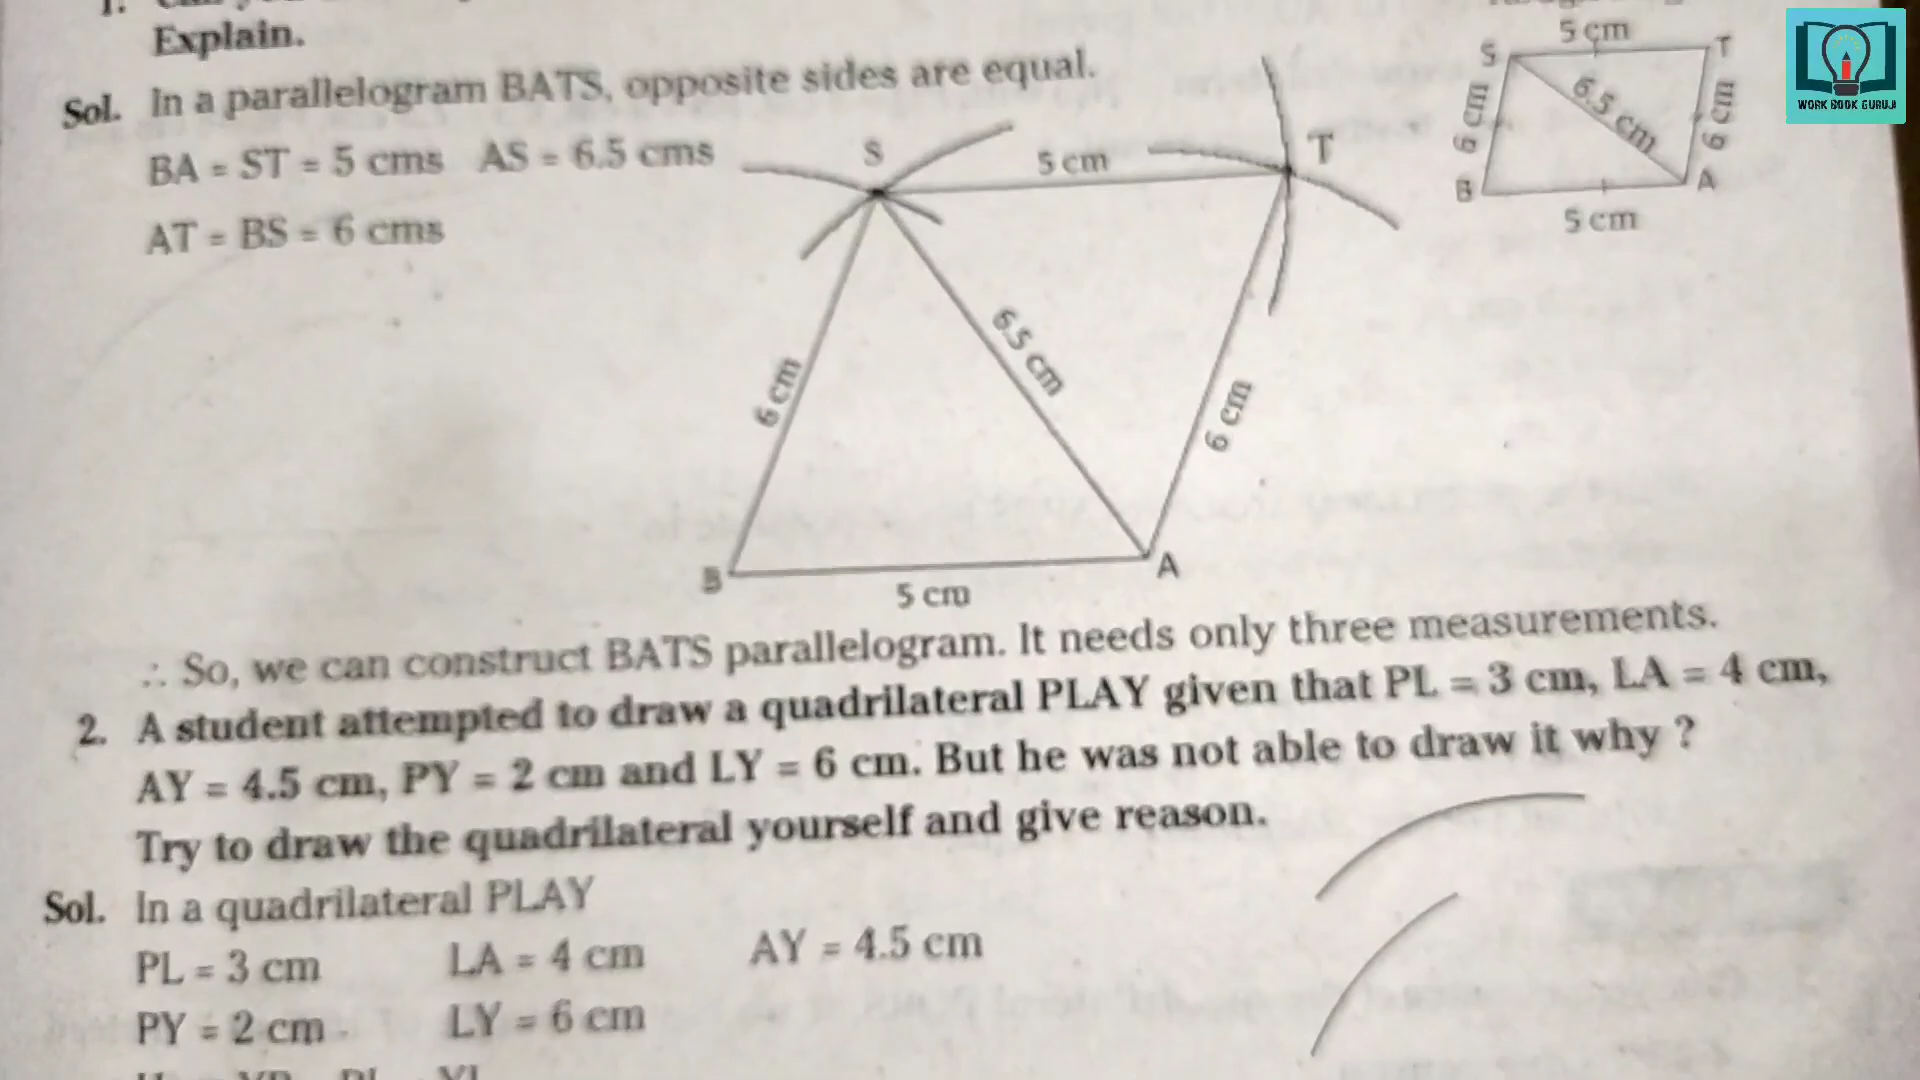 Explain.
Sol. In a parallelogram BATS, opposite sides are equal.
BA = ST = 5 cms AS = 6.5 cms
AT = BS = 6 cms
S
5 cm
T
6 cm
6.5 cm
6 cm
B
5 cm
A
5 cm
S
T
6 cm
6.5 cm
6 cm
B
A
5 cm
WORK BOOK GURUJI
∴ So, we can construct BATS parallelogram. It needs only three measurements.
2. A student attempted to draw a quadrilateral PLAY given that PL = 3 cm, LA = 4 cm,
AY = 4.5 cm, PY = 2 cm and LY = 6 cm. But he was not able to draw it why ?
Try to draw the quadrilateral yourself and give reason.
Sol. In a quadrilateral PLAY
PL = 3 cm LA = 4 cm AY = 4.5 cm
PY = 2 cm LY = 6 cm